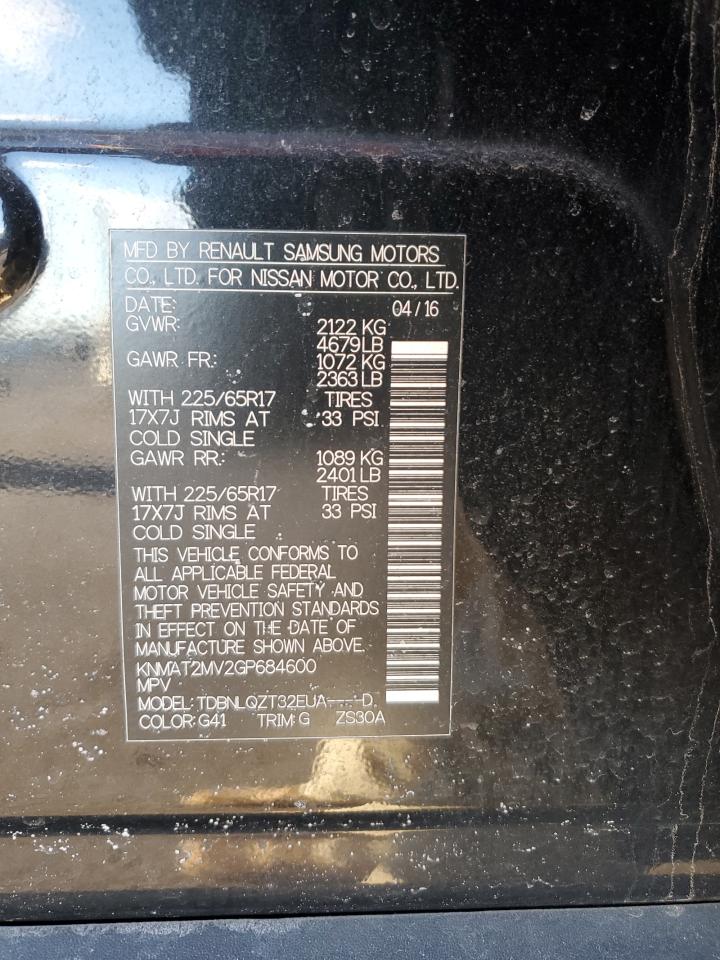 MFD BY RENAULT SAMSUNG MOTORS
CO., LTD. FOR NISSAN MOTOR CO., LTD.
DATE: 04/16
GVWR: 2122 KG
4679LB
GAWR FR: 1072 KG
2363LB
WITH 225/65R17 TIRES
17X7J RIMS AT 33 PSI
COLD SINGLE
GAWR RR: 1089 KG
2401LB
WITH 225/65R17 TIRES
17X7J RIMS AT 33 PSI
COLD SINGLE
THIS VEHICLE CONFORMS TO
ALL APPLICABLE FEDERAL
MOTOR VEHICLE SAFETY AND
THEFT PREVENTION STANDARDS
IN EFFECT ON THE DATE OF
MANUFACTURE SHOWN ABOVE.
KNMAT2MV2GP684600
MPV
MODEL: TDBNLQZT32EUA----D
COLOR: G41 TRIM: G ZS30A